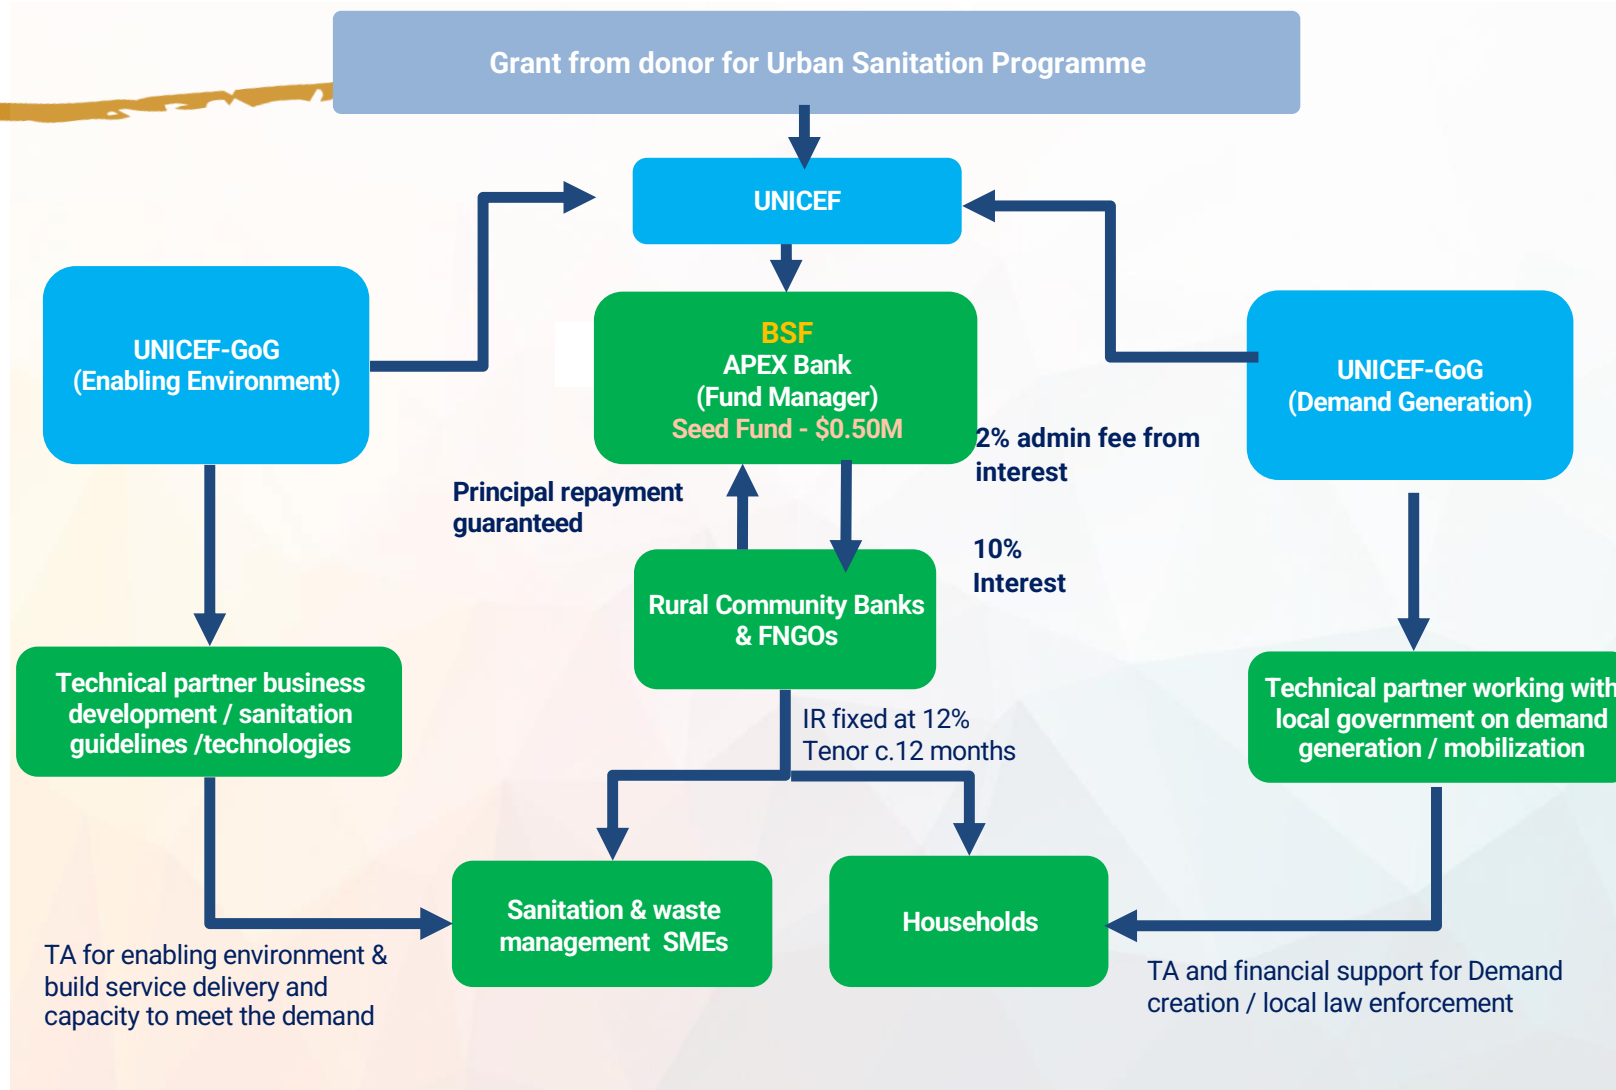 Grant from donor for Urban Sanitation Programme
UNICEF
UNICEF-GoG
(Enabling Environment)
BSF
APEX Bank
(Fund Manager)
Seed Fund - $0.50M
UNICEF-GoG
(Demand Generation)
2% admin fee from
interest
Principal repayment
guaranteed
10%
Interest
Rural Community Banks
& FNGOs
Technical partner business
development / sanitation
guidelines /technologies
Technical partner working with
local government on demand
generation / mobilization
IR fixed at 12%
Tenor c.12 months
Sanitation & waste
management  SMEs
Households
TA for enabling environment &
build service delivery and
capacity to meet the demand
TA and financial support for Demand
creation / local law enforcement